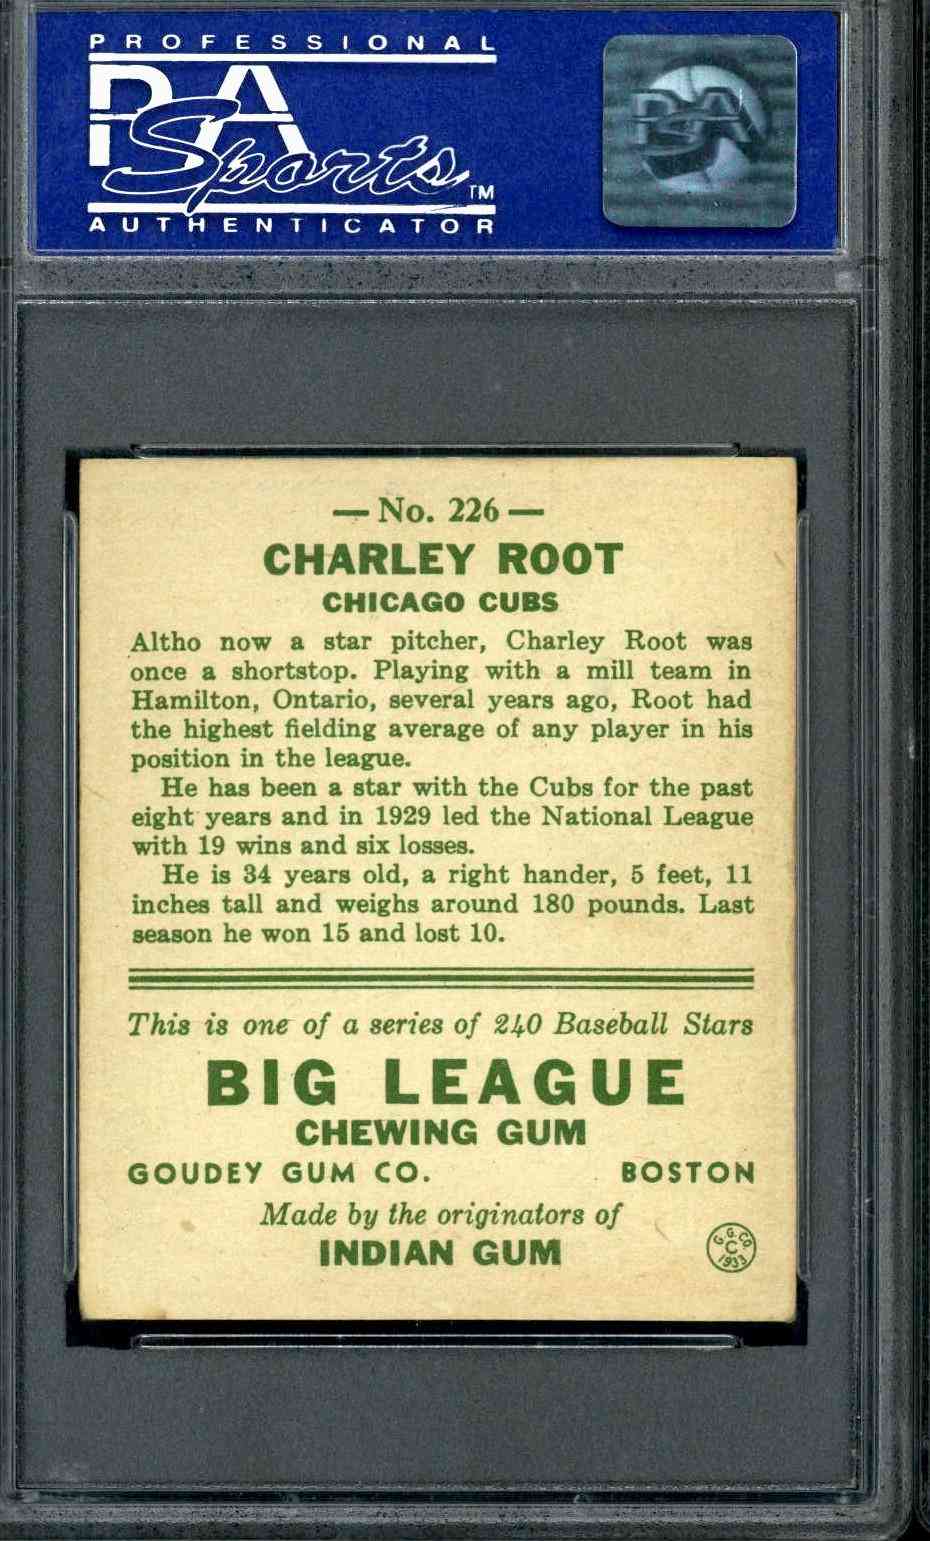 PROFESSIONAL
PSA
Sports™
AUTHENTICATOR
PSA
— No. 226 —
CHARLEY ROOT
CHICAGO CUBS
Altho now a star pitcher, Charley Root was
once a shortstop. Playing with a mill team in
Hamilton, Ontario, several years ago, Root had
the highest fielding average of any player in his
position in the league.
He has been a star with the Cubs for the past
eight years and in 1929 led the National League
with 19 wins and six losses.
He is 34 years old, a right hander, 5 feet, 11
inches tall and weighs around 180 pounds. Last
season he won 15 and lost 10.
This is one of a series of 240 Baseball Stars
BIG LEAGUE
CHEWING GUM
GOUDEY GUM CO. BOSTON
Made by the originators of
INDIAN GUM
G. G. CO.
C
1933